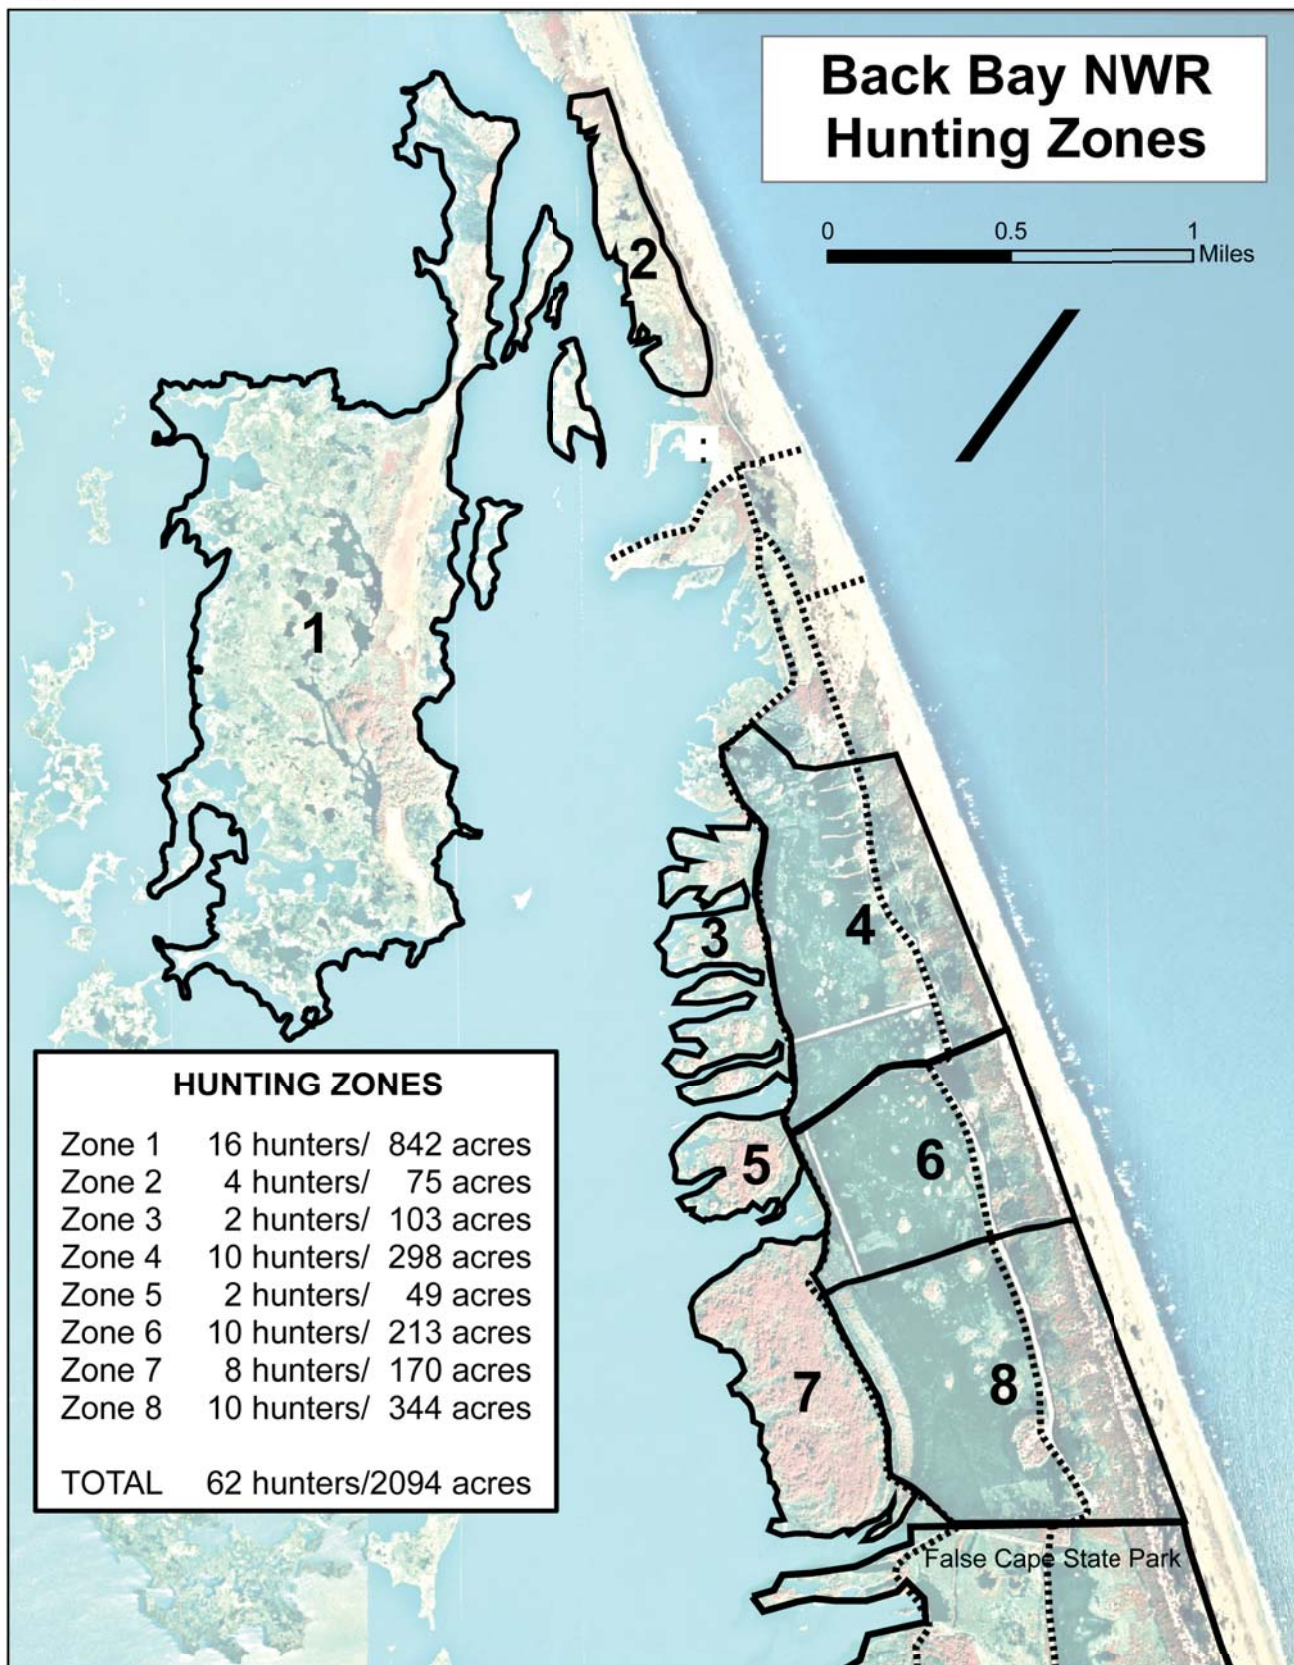 Back Bay NWR
Hunting Zones
0 0.5 1
Miles
2
1
3
4
5
6
7
8
HUNTING ZONES
Zone 1 16 hunters/ 842 acres
Zone 2 4 hunters/ 75 acres
Zone 3 2 hunters/ 103 acres
Zone 4 10 hunters/ 298 acres
Zone 5 2 hunters/ 49 acres
Zone 6 10 hunters/ 213 acres
Zone 7 8 hunters/ 170 acres
Zone 8 10 hunters/ 344 acres
TOTAL 62 hunters/2094 acres
False Cape State Park